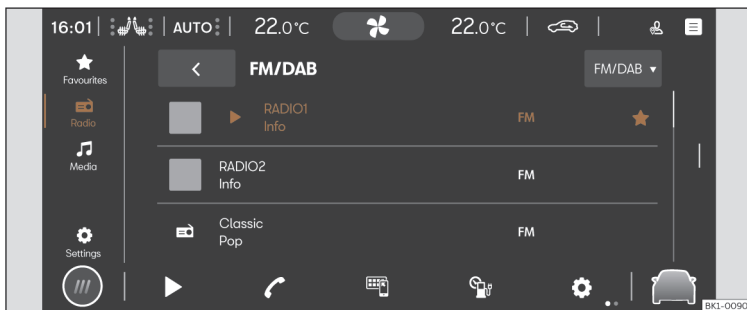 16:01
AUTO
22.0°C
22.0°C
Favourites
FM/DAB
FM/DAB
Radio
RADIO1
Info
FM
Media
RADIO2
Info
FM
Classic
Pop
FM
Settings
BK1-0090